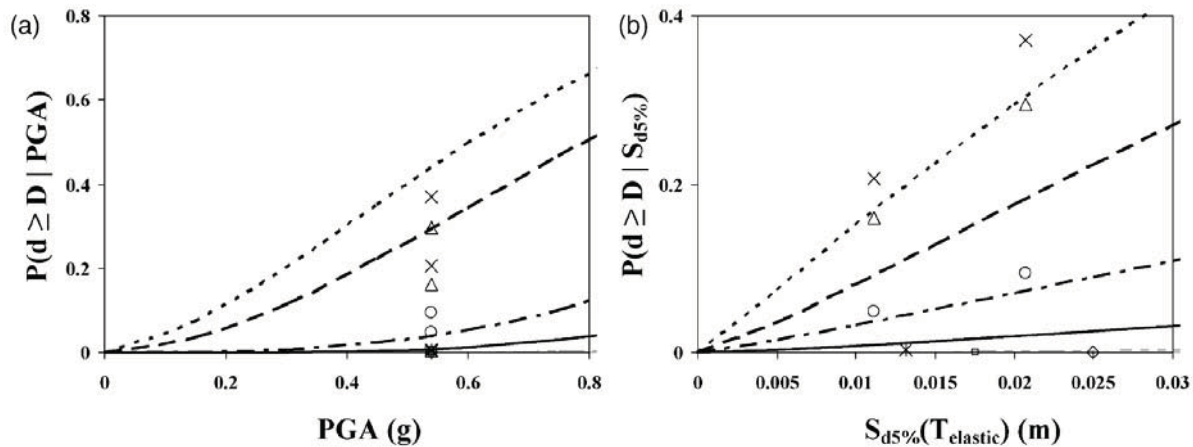 (a)
P(d ≥ D | PGA)
0.8
0.6
0.4
0.2
0
0 0.2 0.4 0.6 0.8
PGA (g)
(b)
P(d ≥ D | Sd5%)
0.4
0.2
0
0 0.005 0.01 0.015 0.02 0.025 0.03
Sd5%(Telastic) (m)